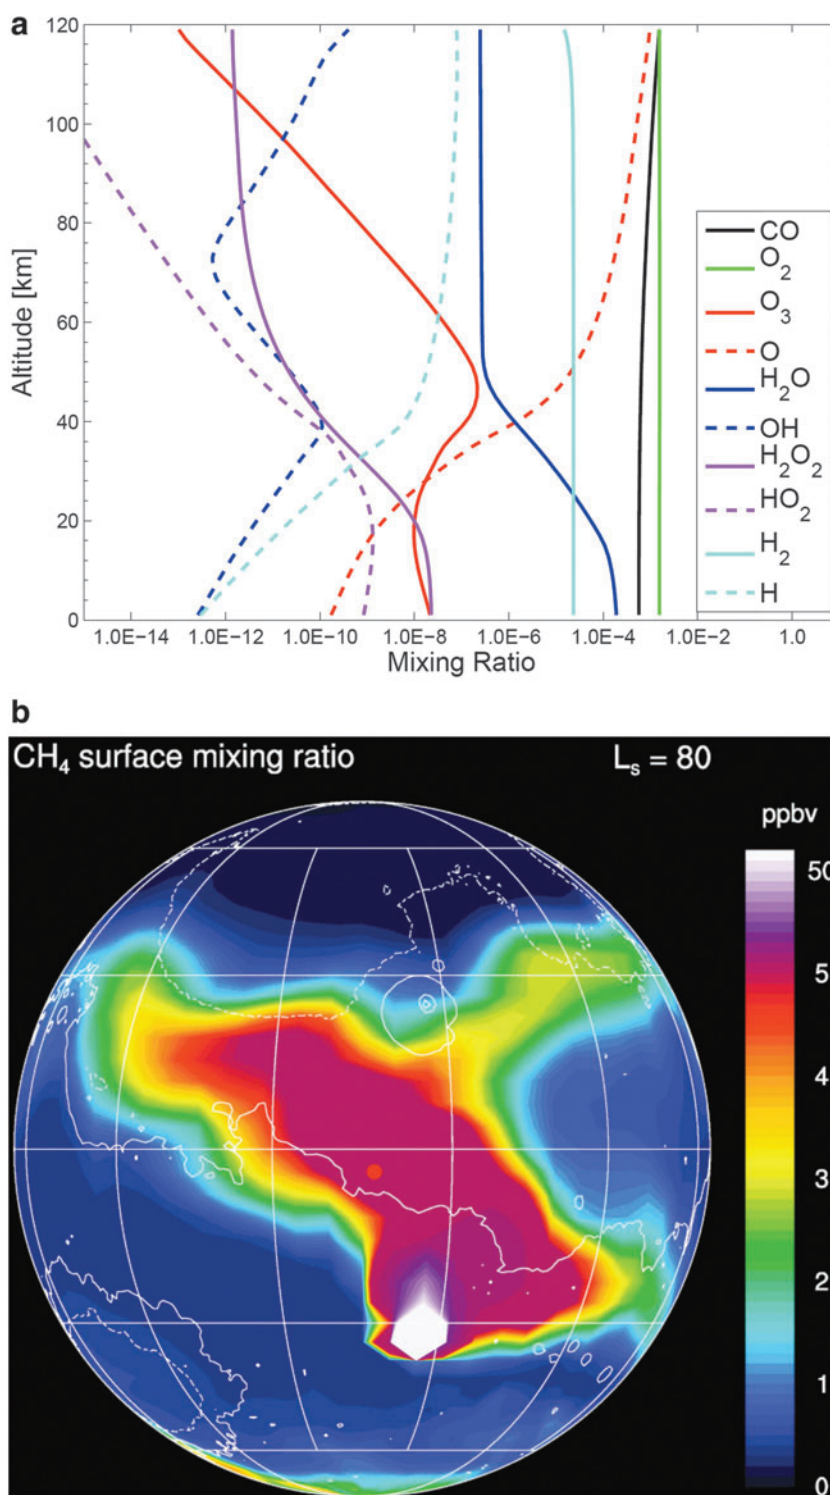 a
120
100
80
60
40
20
0
Altitude [km]
1.0E−14 1.0E−12 1.0E−10 1.0E−8 1.0E−6 1.0E−4 1.0E−2 1.0
Mixing Ratio
CO
O2
O3
O
H2O
OH
H2O2
HO2
H2
H
b
CH4 surface mixing ratio Ls = 80
ppbv
50
5
4
3
2
1
0